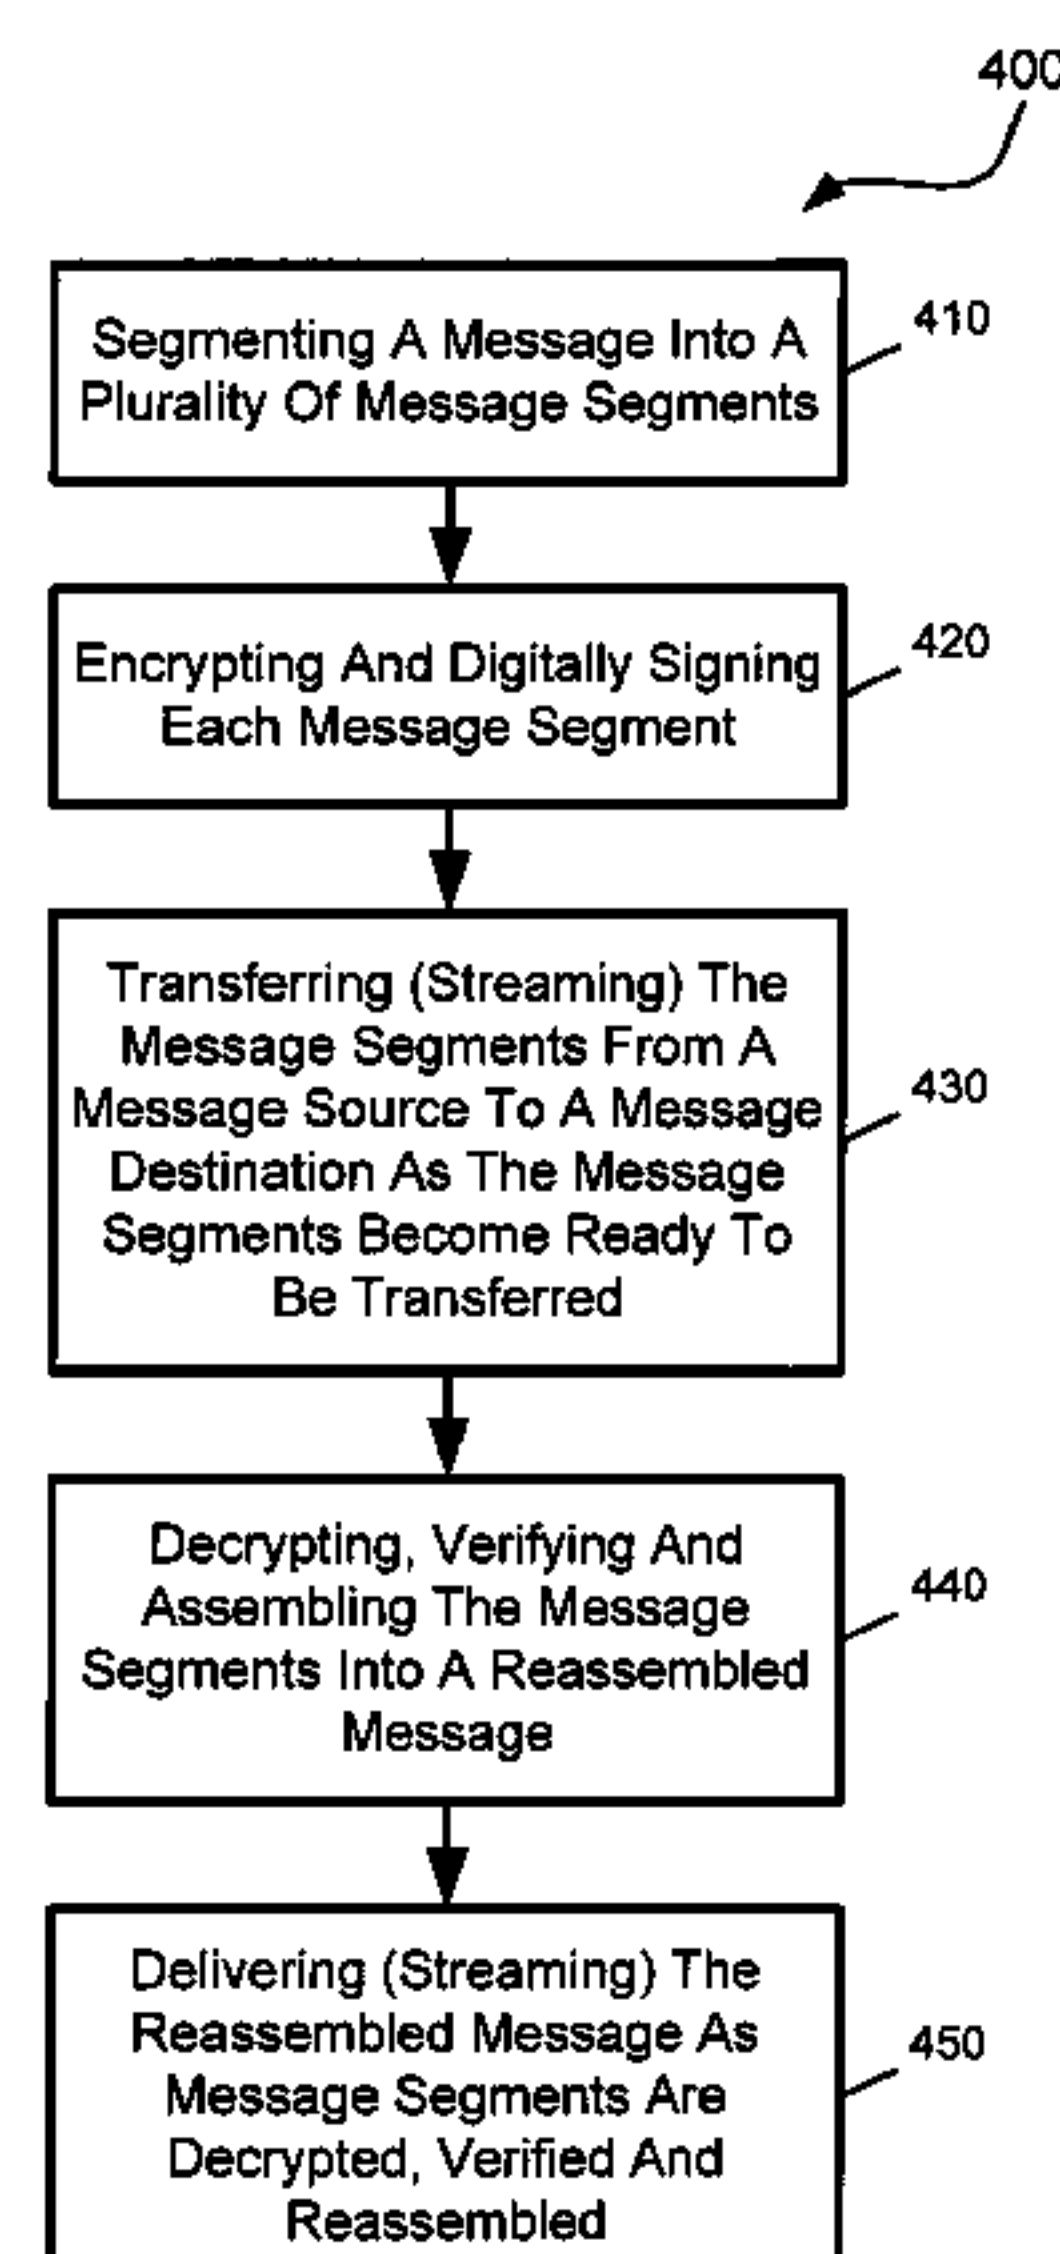 400
Segmenting A Message Into A
Plurality Of Message Segments
410
Encrypting And Digitally Signing
Each Message Segment
420
Transferring (Streaming) The
Message Segments From A
Message Source To A Message
Destination As The Message
Segments Become Ready To
Be Transferred
430
Decrypting, Verifying And
Assembling The Message
Segments Into A Reassembled
Message
440
Delivering (Streaming) The
Reassembled Message As
Message Segments Are
Decrypted, Verified And
Reassembled
450